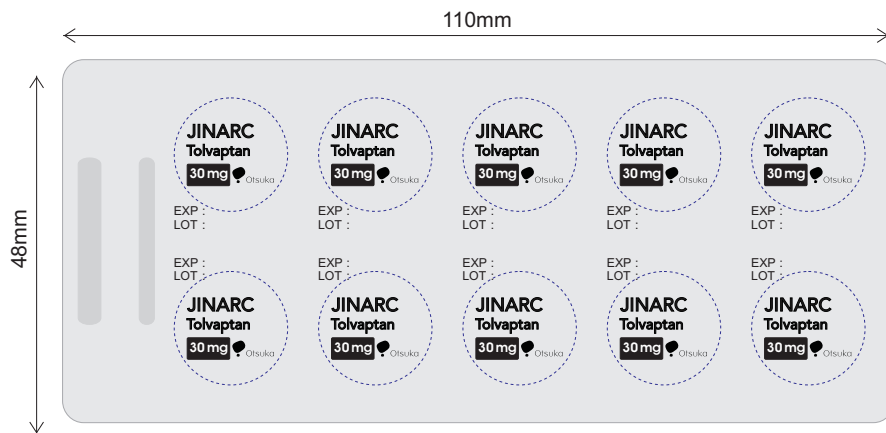 110mm
48mm
JINARC JINARC JINARC JINARC JINARC
Tolvaptan Tolvaptan Tolvaptan Tolvaptan Tolvaptan
30 mg Otsuka 30 mg Otsuka 30 mg Otsuka 30 mg Otsuka 30 mg Otsuka
EXP : EXP : EXP : EXP : EXP :
LOT : LOT : LOT : LOT : LOT :
EXP : EXP : EXP : EXP : EXP :
LOT : LOT : LOT : LOT : LOT :
JINARC JINARC JINARC JINARC JINARC
Tolvaptan Tolvaptan Tolvaptan Tolvaptan Tolvaptan
30 mg Otsuka 30 mg Otsuka 30 mg Otsuka 30 mg Otsuka 30 mg Otsuka